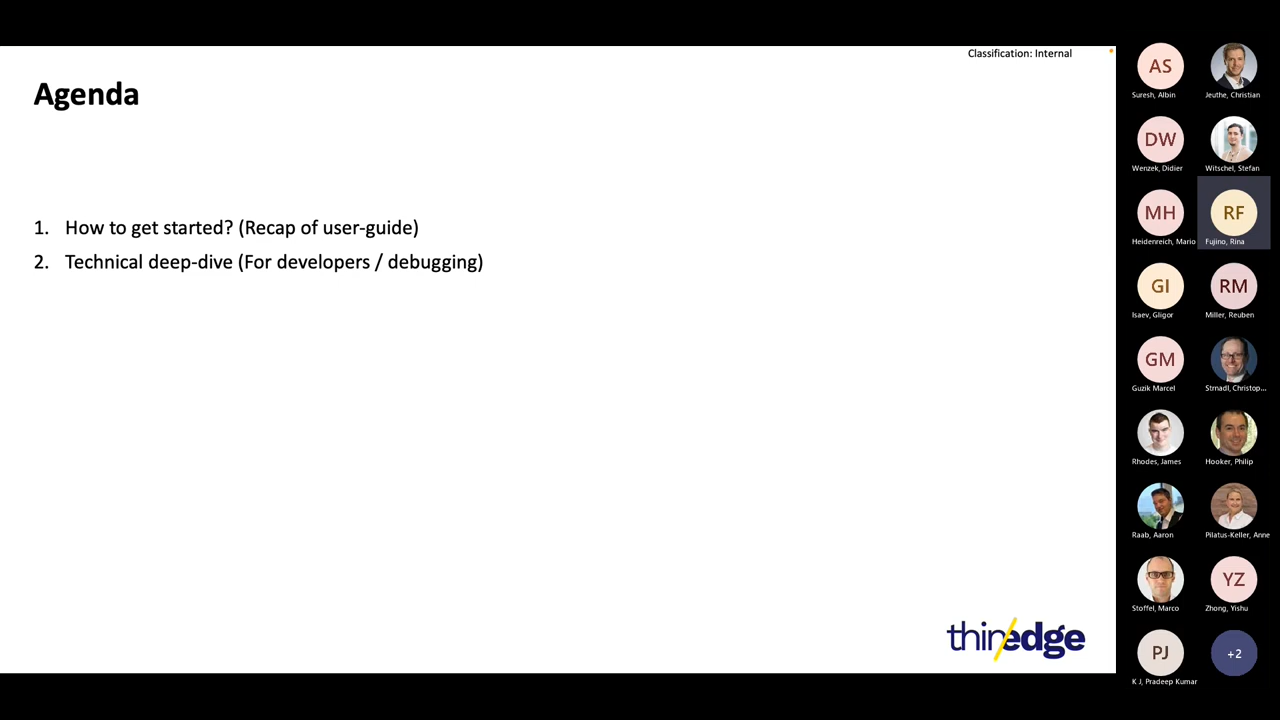 Classification: Internal
Agenda
1. How to get started? (Recap of user-guide)
2. Technical deep-dive (For developers / debugging)
thin/edge
AS
Suresh, Albin
Jeuthe, Christian
DW
Wenzek, Didier
Witschel, Stefan
MH
Heidenreich, Mario
RF
Fujino, Rina
GI
Isaev, Gligor
RM
Miller, Reuben
GM
Guzik Marcel
Strnadl, Christop...
Rhodes, James
Hooker, Philip
Raab, Aaron
Pilatus-Keller, Anne
Stoffel, Marco
YZ
Zhong, Yishu
PJ
K J, Pradeep Kumar
+2